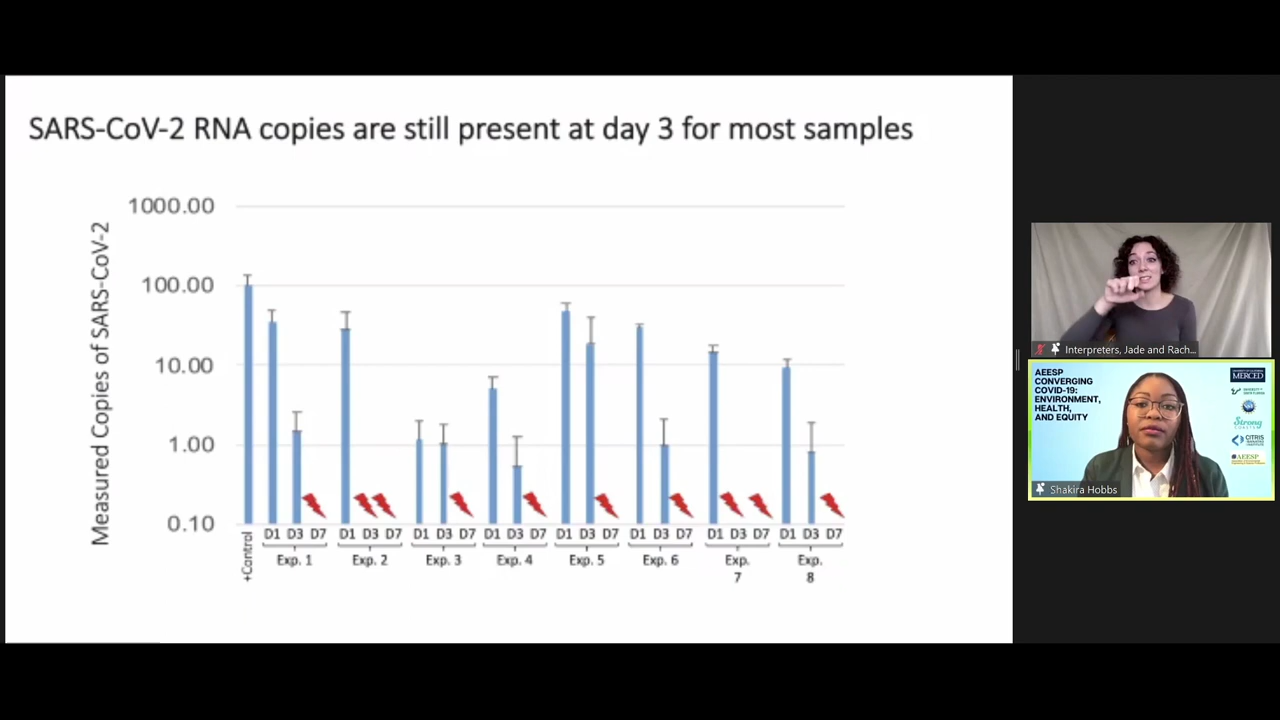 SARS-CoV-2 RNA copies are still present at day 3 for most samples
Measured Copies of SARS-CoV-2
1000.00
100.00
10.00
1.00
0.10
+Control
D1 D3 D7 D1 D3 D7 D1 D3 D7 D1 D3 D7 D1 D3 D7 D1 D3 D7 D1 D3 D7 D1 D3 D7
Exp. 1 Exp. 2 Exp. 3 Exp. 4 Exp. 5 Exp. 6 Exp. 7 Exp. 8
Interpreters, Jade and Rach...
AEESP
CONVERGING
COVID-19:
ENVIRONMENT,
HEALTH,
AND EQUITY
MERCED
Strong
CITRIS
AEESP
Shakira Hobbs